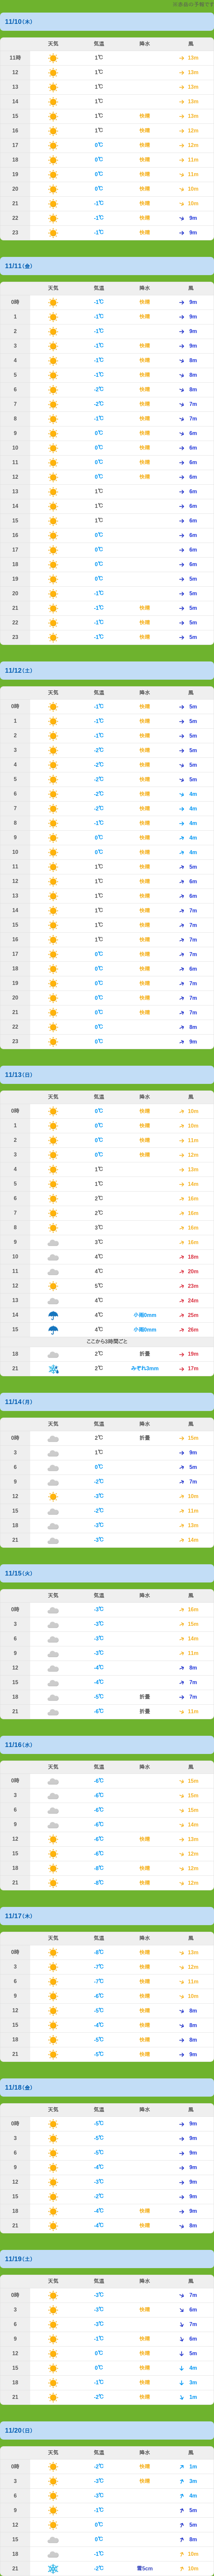 11/10(木)
天気 気温 降水 風
11時 1℃ 13m
12 1℃ 13m
13 1℃ 13m
14 1℃ 13m
15 1℃ 快晴 13m
16 1℃ 快晴 12m
17 0℃ 快晴 12m
18 0℃ 快晴 11m
19 0℃ 快晴 11m
20 0℃ 快晴 10m
21 -1℃ 快晴 10m
22 -1℃ 快晴 9m
23 -1℃ 快晴 9m
11/11(金)
天気 気温 降水 風
0時 -1℃ 快晴 9m
1 -1℃ 快晴 9m
2 -1℃ 9m
3 -1℃ 快晴 9m
4 -1℃ 快晴 8m
5 -1℃ 快晴 8m
6 -2℃ 快晴 8m
7 -2℃ 快晴 7m
8 -1℃ 快晴 7m
9 0℃ 快晴 6m
10 0℃ 快晴 6m
11 0℃ 快晴 6m
12 0℃ 快晴 6m
13 1℃ 6m
14 1℃ 6m
15 1℃ 6m
16 0℃ 6m
17 0℃ 6m
18 0℃ 6m
19 0℃ 5m
20 -1℃ 5m
21 -1℃ 快晴 5m
22 -1℃ 快晴 5m
23 -1℃ 快晴 5m
11/12(土)
天気 気温 降水 風
0時 -1℃ 快晴 5m
1 -1℃ 快晴 5m
2 -1℃ 快晴 5m
3 -2℃ 快晴 5m
4 -2℃ 快晴 5m
5 -2℃ 快晴 5m
6 -2℃ 快晴 4m
7 -2℃ 快晴 4m
8 -1℃ 快晴 4m
9 0℃ 快晴 4m
10 0℃ 快晴 4m
11 1℃ 快晴 5m
12 1℃ 快晴 6m
13 1℃ 快晴 6m
14 1℃ 快晴 7m
15 1℃ 快晴 7m
16 1℃ 快晴 7m
17 0℃ 快晴 7m
18 0℃ 快晴 6m
19 0℃ 快晴 7m
20 0℃ 快晴 7m
21 0℃ 快晴 7m
22 0℃ 8m
23 0℃ 9m
11/13(日)
天気 気温 降水 風
0時 0℃ 快晴 10m
1 0℃ 快晴 10m
2 0℃ 快晴 11m
3 0℃ 快晴 12m
4 1℃ 13m
5 1℃ 14m
6 2℃ 16m
7 2℃ 16m
8 3℃ 16m
9 3℃ 16m
10 4℃ 18m
11 4℃ 20m
12 5℃ 23m
13 4℃ 24m
14 4℃ 小雨0mm 25m
15 4℃ 小雨0mm 26m
ここから3時間ごと
18 2℃ 折畳 19m
21 2℃ みぞれ3mm 17m
11/14(月)
天気 気温 降水 風
0時 2℃ 折畳 15m
3 1℃ 9m
6 0℃ 5m
9 -2℃ 7m
12 -3℃ 10m
15 -2℃ 11m
18 -3℃ 13m
21 -3℃ 14m
11/15(火)
天気 気温 降水 風
0時 -3℃ 16m
3 -3℃ 15m
6 -3℃ 14m
9 -3℃ 11m
12 -4℃ 8m
15 -4℃ 7m
18 -5℃ 折畳 7m
21 -6℃ 折畳 11m
11/16(水)
天気 気温 降水 風
0時 -6℃ 15m
3 -6℃ 15m
6 -6℃ 15m
9 -6℃ 14m
12 -6℃ 快晴 13m
15 -6℃ 12m
18 -8℃ 快晴 12m
21 -8℃ 快晴 12m
11/17(木)
天気 気温 降水 風
0時 -8℃ 快晴 13m
3 -7℃ 快晴 12m
6 -7℃ 快晴 11m
9 -6℃ 快晴 10m
12 -5℃ 快晴 8m
15 -4℃ 快晴 8m
18 -5℃ 快晴 8m
21 -5℃ 快晴 9m
11/18(金)
天気 気温 降水 風
0時 -5℃ 9m
3 -5℃ 9m
6 -5℃ 9m
9 -4℃ 9m
12 -3℃ 9m
15 -2℃ 9m
18 -4℃ 快晴 9m
21 -4℃ 快晴 8m
11/19(土)
天気 気温 降水 風
0時 -3℃ 7m
3 -3℃ 快晴 6m
6 -3℃ 7m
9 -1℃ 快晴 6m
12 0℃ 快晴 5m
15 0℃ 快晴 4m
18 -1℃ 快晴 3m
21 -2℃ 快晴 1m
11/20(日)
天気 気温 降水 風
0時 -2℃ 快晴 1m
3 -3℃ 快晴 3m
6 -3℃ 4m
9 -1℃ 5m
12 0℃ 5m
15 0℃ 8m
18 -1℃ 10m
21 -2℃ 雪5cm 10m